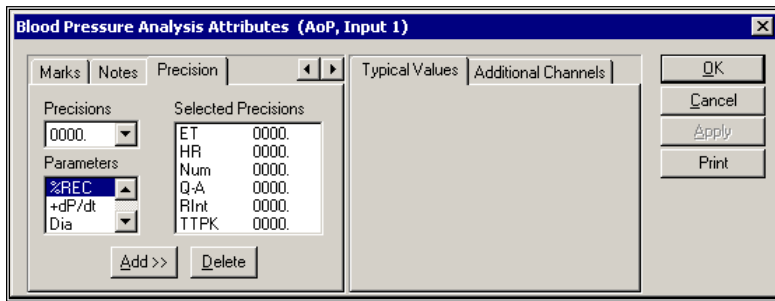 Blood Pressure Analysis Attributes (AoP, Input 1)
Marks Notes Precision
Precisions
0000.
Parameters
%REC
+dP/dt
Dia
Selected Precisions
ET 0000.
HR 0000.
Num 0000.
Q-A 0000.
RInt 0000.
TTPK 0000.
Add >> Delete
Typical Values Additional Channels
OK
Cancel
Apply
Print